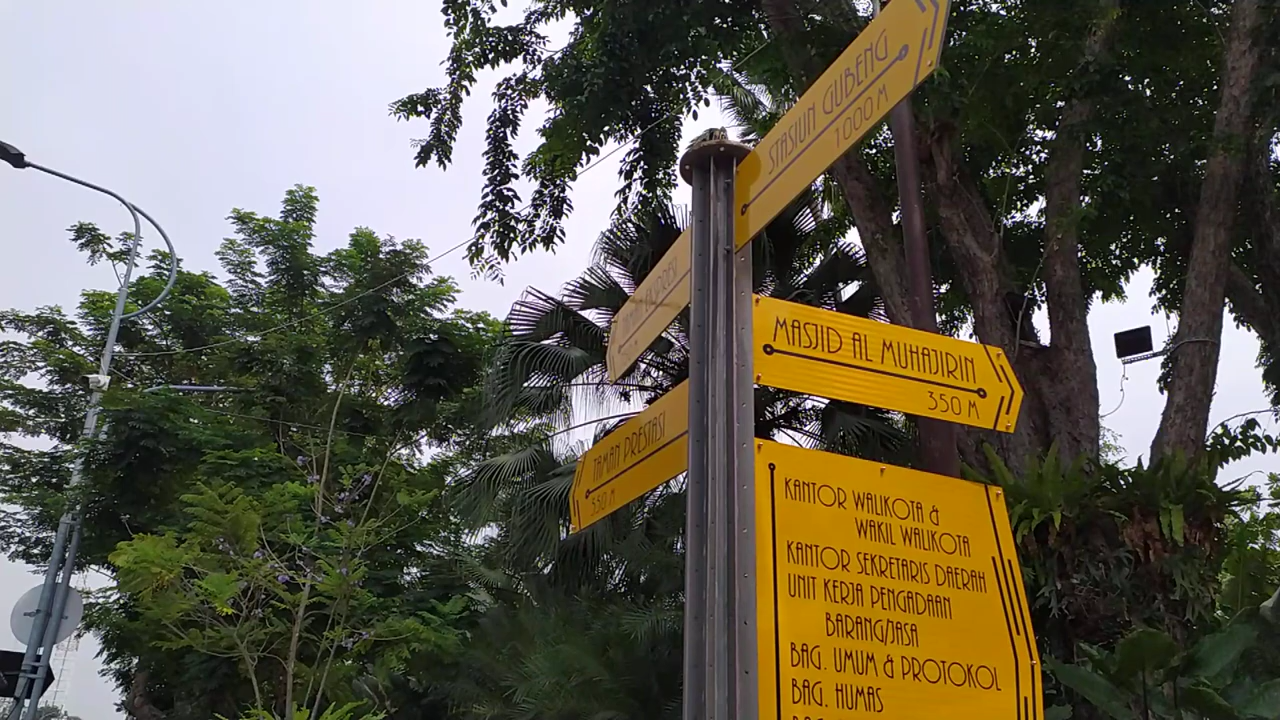 STASIUN GUBENG
1000 M
MASJID AL MUHAJIRIN
350 M
TAMAN PRESTASI
350 M
KANTOR WALIKOTA &
WAKIL WALIKOTA
KANTOR SEKRETARIS DAERAH
UNIT KERJA PENGADAAN
BARANG/JASA
BAG. UMUM & PROTOKOL
BAG. HUMAS